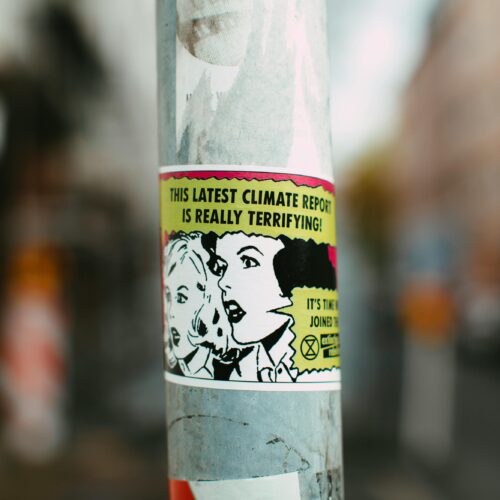 THIS LATEST CLIMATE REPORT
IS REALLY TERRIFYING!
IT'S TIME
JOINED